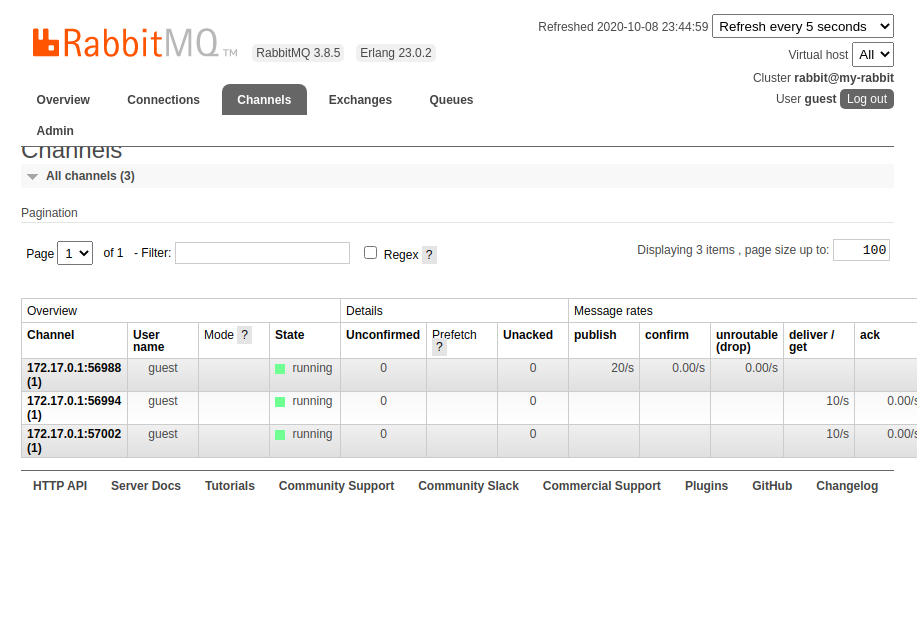 RabbitMQ TM RabbitMQ 3.8.5 Erlang 23.0.2
Refreshed 2020-10-08 23:44:59 Refresh every 5 seconds
Virtual host All
Cluster rabbit@my-rabbit
User guest Log out
Overview Connections Channels Exchanges Queues
Admin
Channels
All channels (3)
Pagination
Page 1 of 1 - Filter: Regex ?
Displaying 3 items , page size up to: 100
Overview Details Message rates
Channel User name Mode ? State Unconfirmed Prefetch ? Unacked publish confirm unroutable (drop) deliver / get ack
172.17.0.1:56988 (1) guest running 0 0 20/s 0.00/s 0.00/s
172.17.0.1:56994 (1) guest running 0 0 10/s 0.00/s
172.17.0.1:57002 (1) guest running 0 0 10/s 0.00/s
HTTP API Server Docs Tutorials Community Support Community Slack Commercial Support Plugins GitHub Changelog